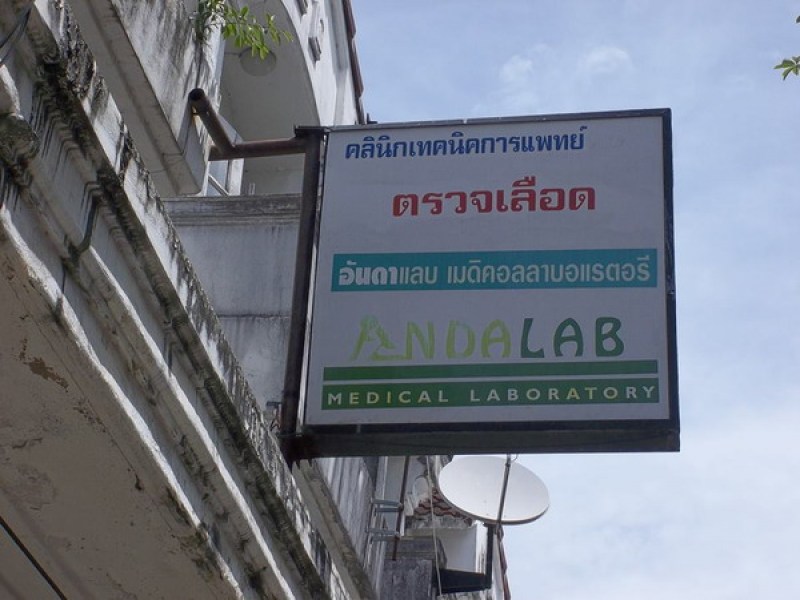 คลินิกเทคนิคการแพทย์
ตรวจเลือด
อันดาแลบ เมดิคอลลาบอแรตอรี่
ANDALAB
MEDICAL LABORATORY